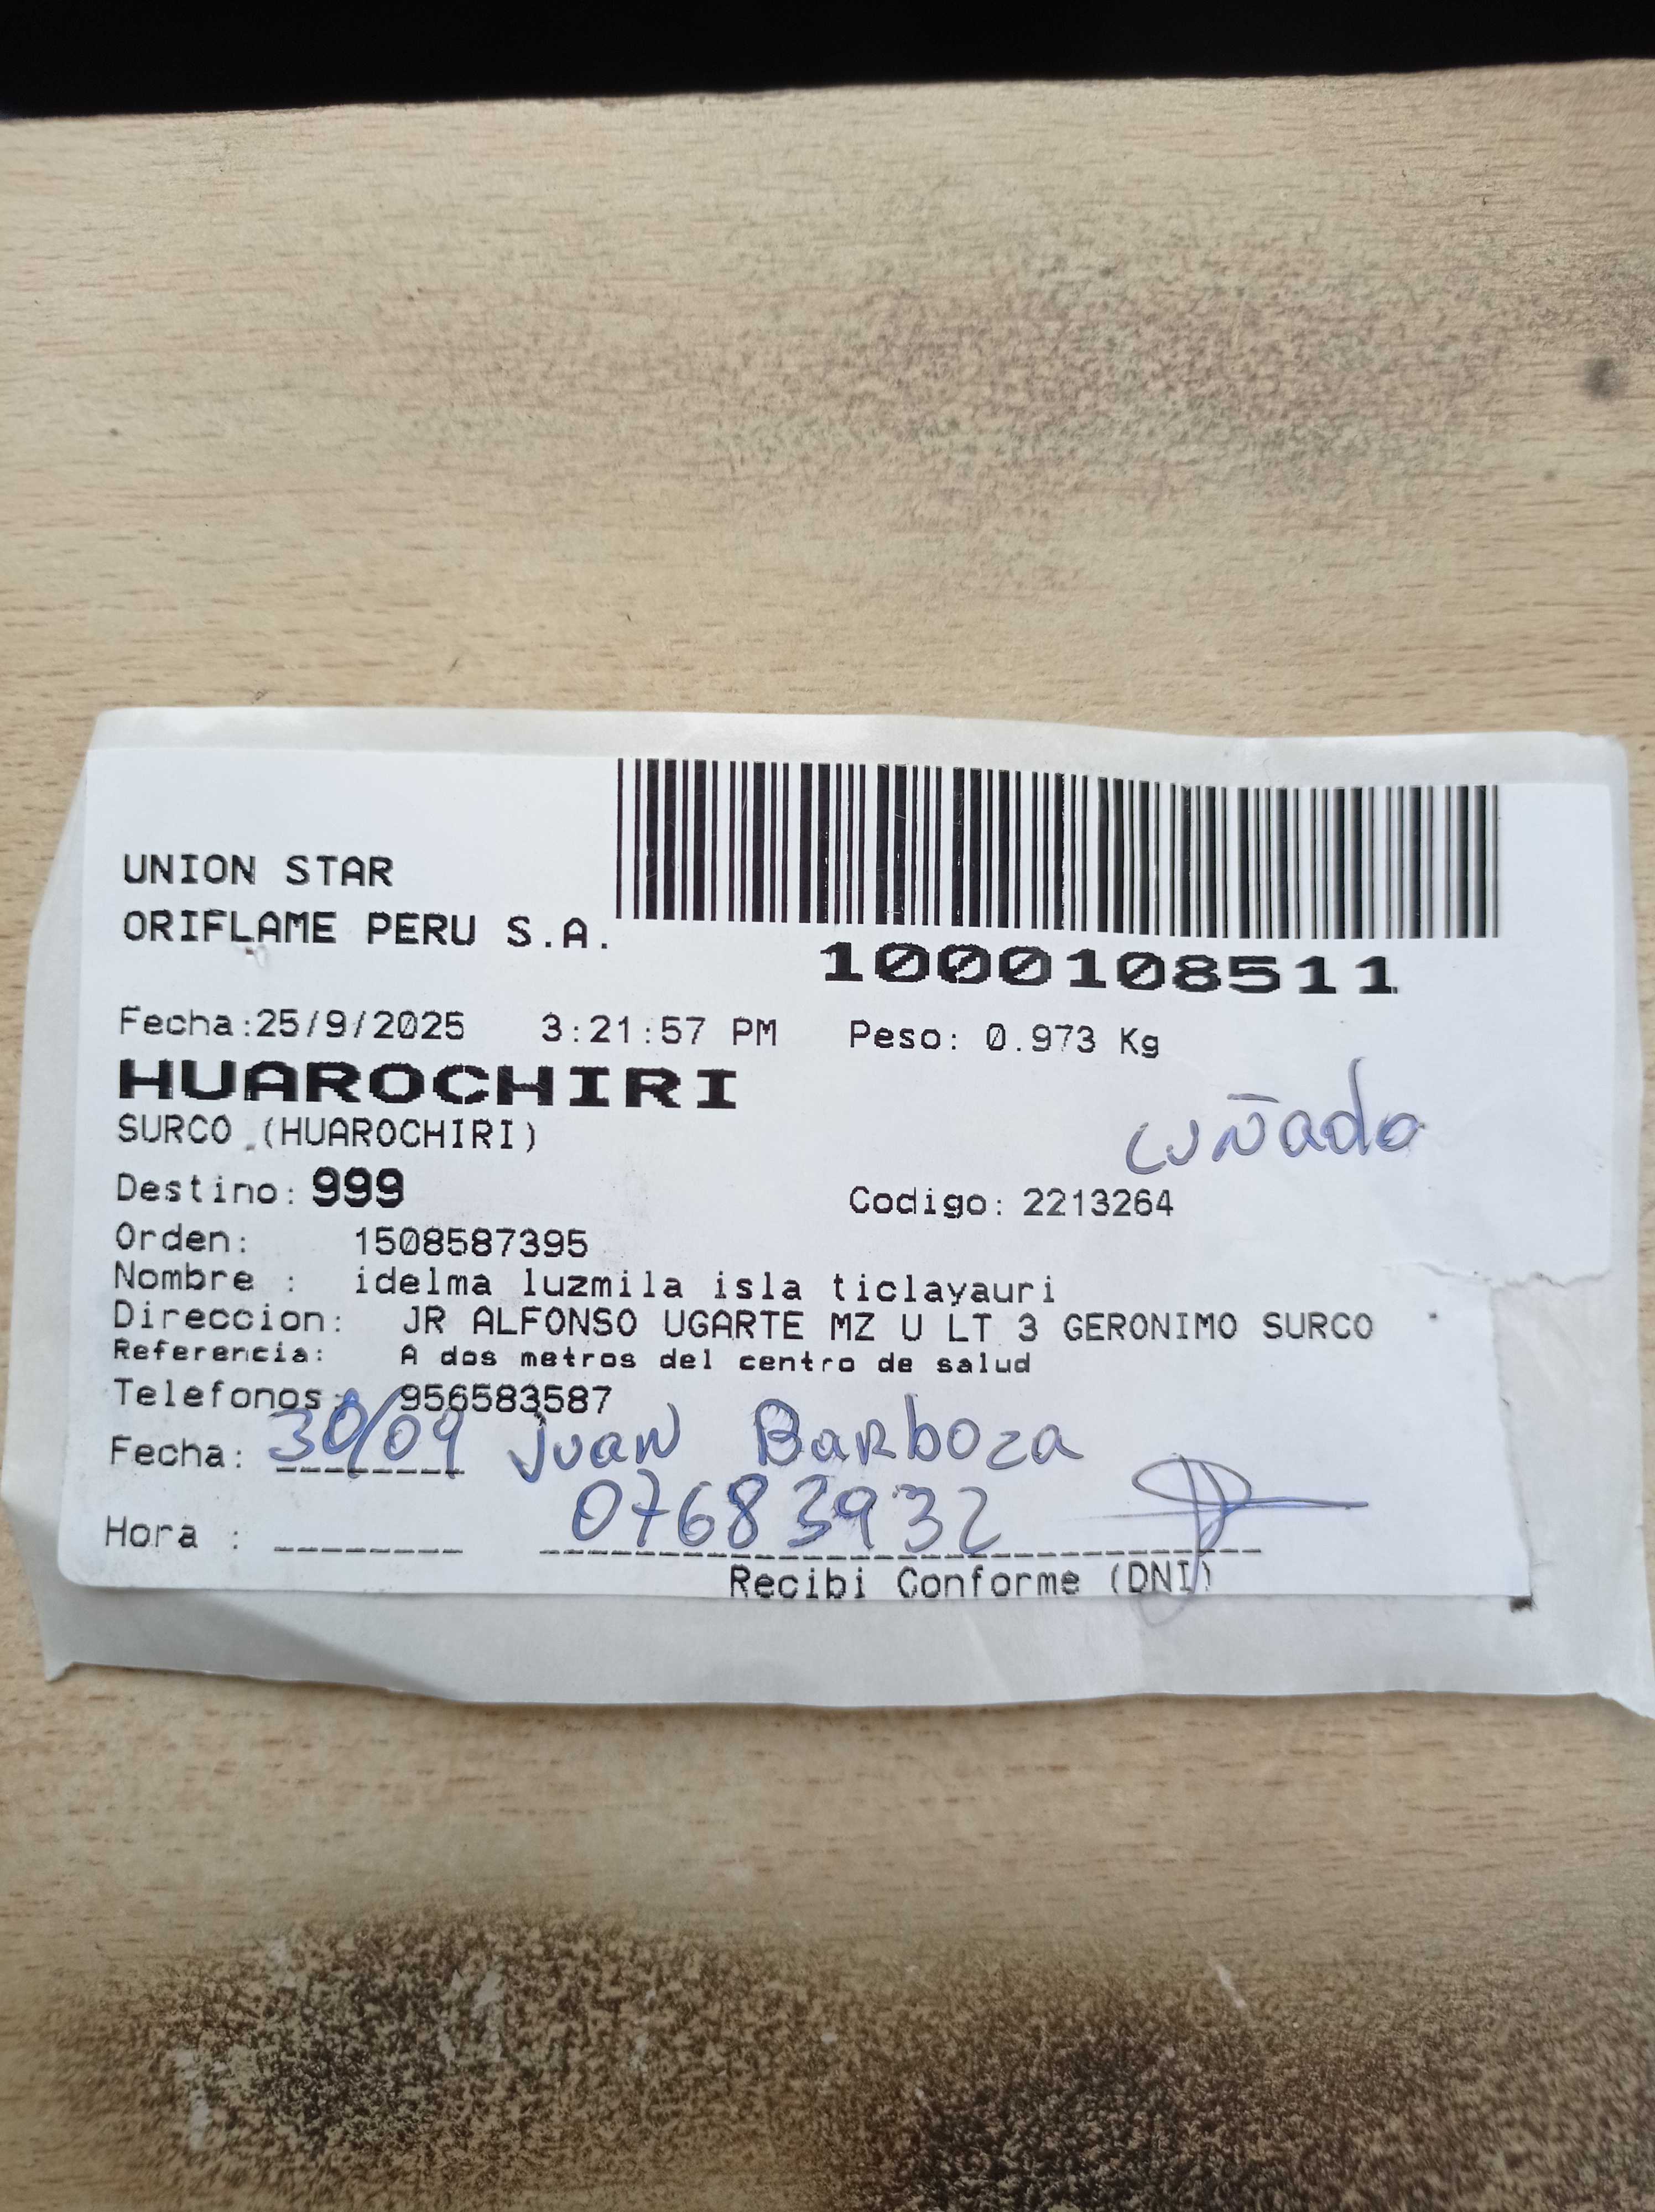 UNION STAR
ORIFLAME PERU S.A.
1000108511
Fecha:25/9/2025 3:21:57 PM Peso: 0.973 Kg
HUAROCHIRI
SURCO (HUAROCHIRI)
cuñado
Destino: 999 Codigo: 2213264
Orden: 1508587395
Nombre : idelma luzmila isla ticlayauri
Direccion: JR ALFONSO UGARTE MZ U LT 3 GERONIMO SURCO
Referencia: A dos metros del centro de salud
Telefonos: 956583587
Fecha: 30/09 Juan Barboza
Hora : 07683932
Recibi Conforme (DNI)